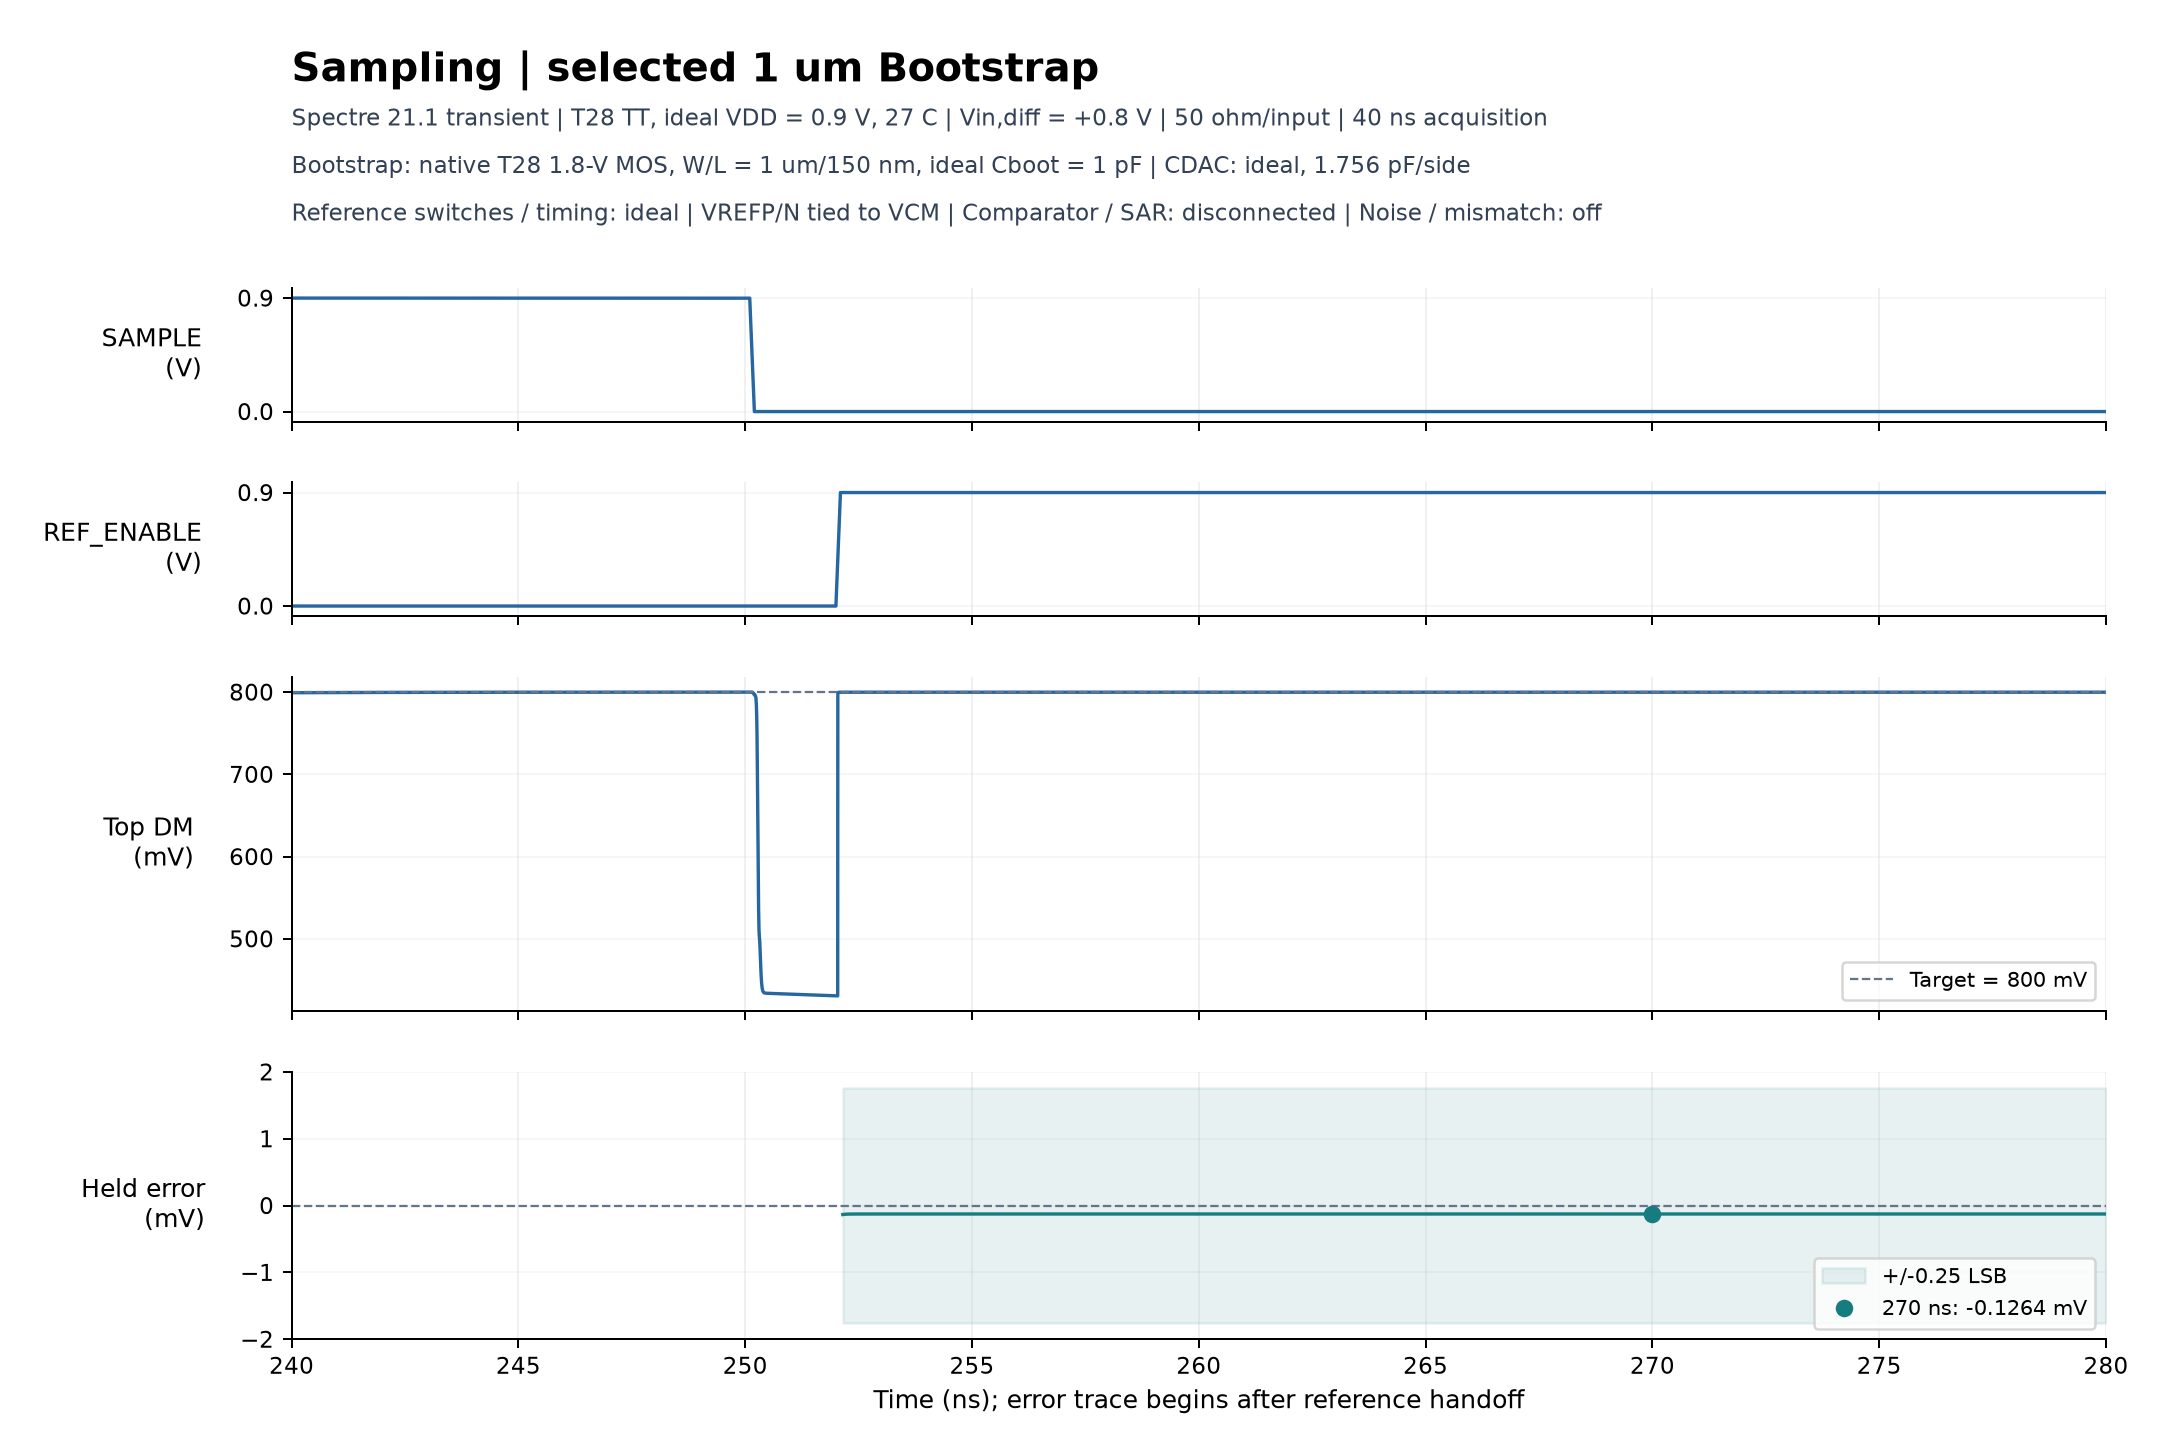 Sampling | selected 1 um Bootstrap
Spectre 21.1 transient | T28 TT, ideal VDD = 0.9 V, 27 C | Vin,diff = +0.8 V | 50 ohm/input | 40 ns acquisition
Bootstrap: native T28 1.8-V MOS, W/L = 1 um/150 nm, ideal Cboot = 1 pF | CDAC: ideal, 1.756 pF/side
Reference switches / timing: ideal | VREFP/N tied to VCM | Comparator / SAR: disconnected | Noise / mismatch: off
0.9
SAMPLE
(V)
0.0
0.9
REF_ENABLE
(V)
0.0
800
700
Top DM
(mV)
600
500
Target = 800 mV
2
1
Held error
(mV)
0
−1
−2
+/-0.25 LSB
270 ns: -0.1264 mV
240 245 250 255 260 265 270 275 280
Time (ns); error trace begins after reference handoff